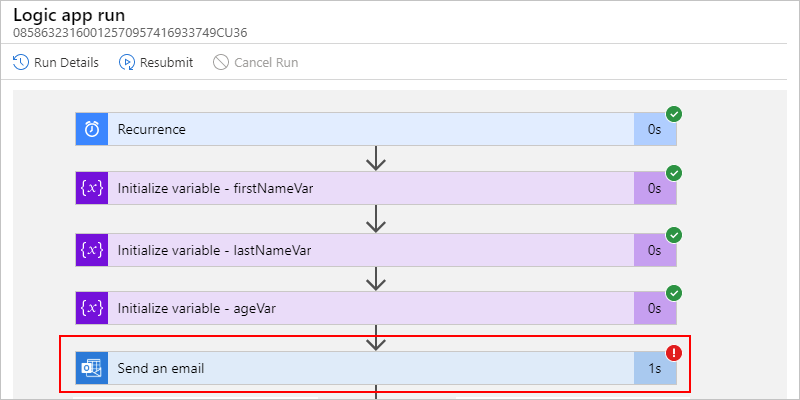 Logic app run
08586323160012570957416933749CU36
Run Details Resubmit Cancel Run
Recurrence 0s
{x} Initialize variable - firstNameVar 0s
{x} Initialize variable - lastNameVar 0s
{x} Initialize variable - ageVar 0s
Send an email 1s